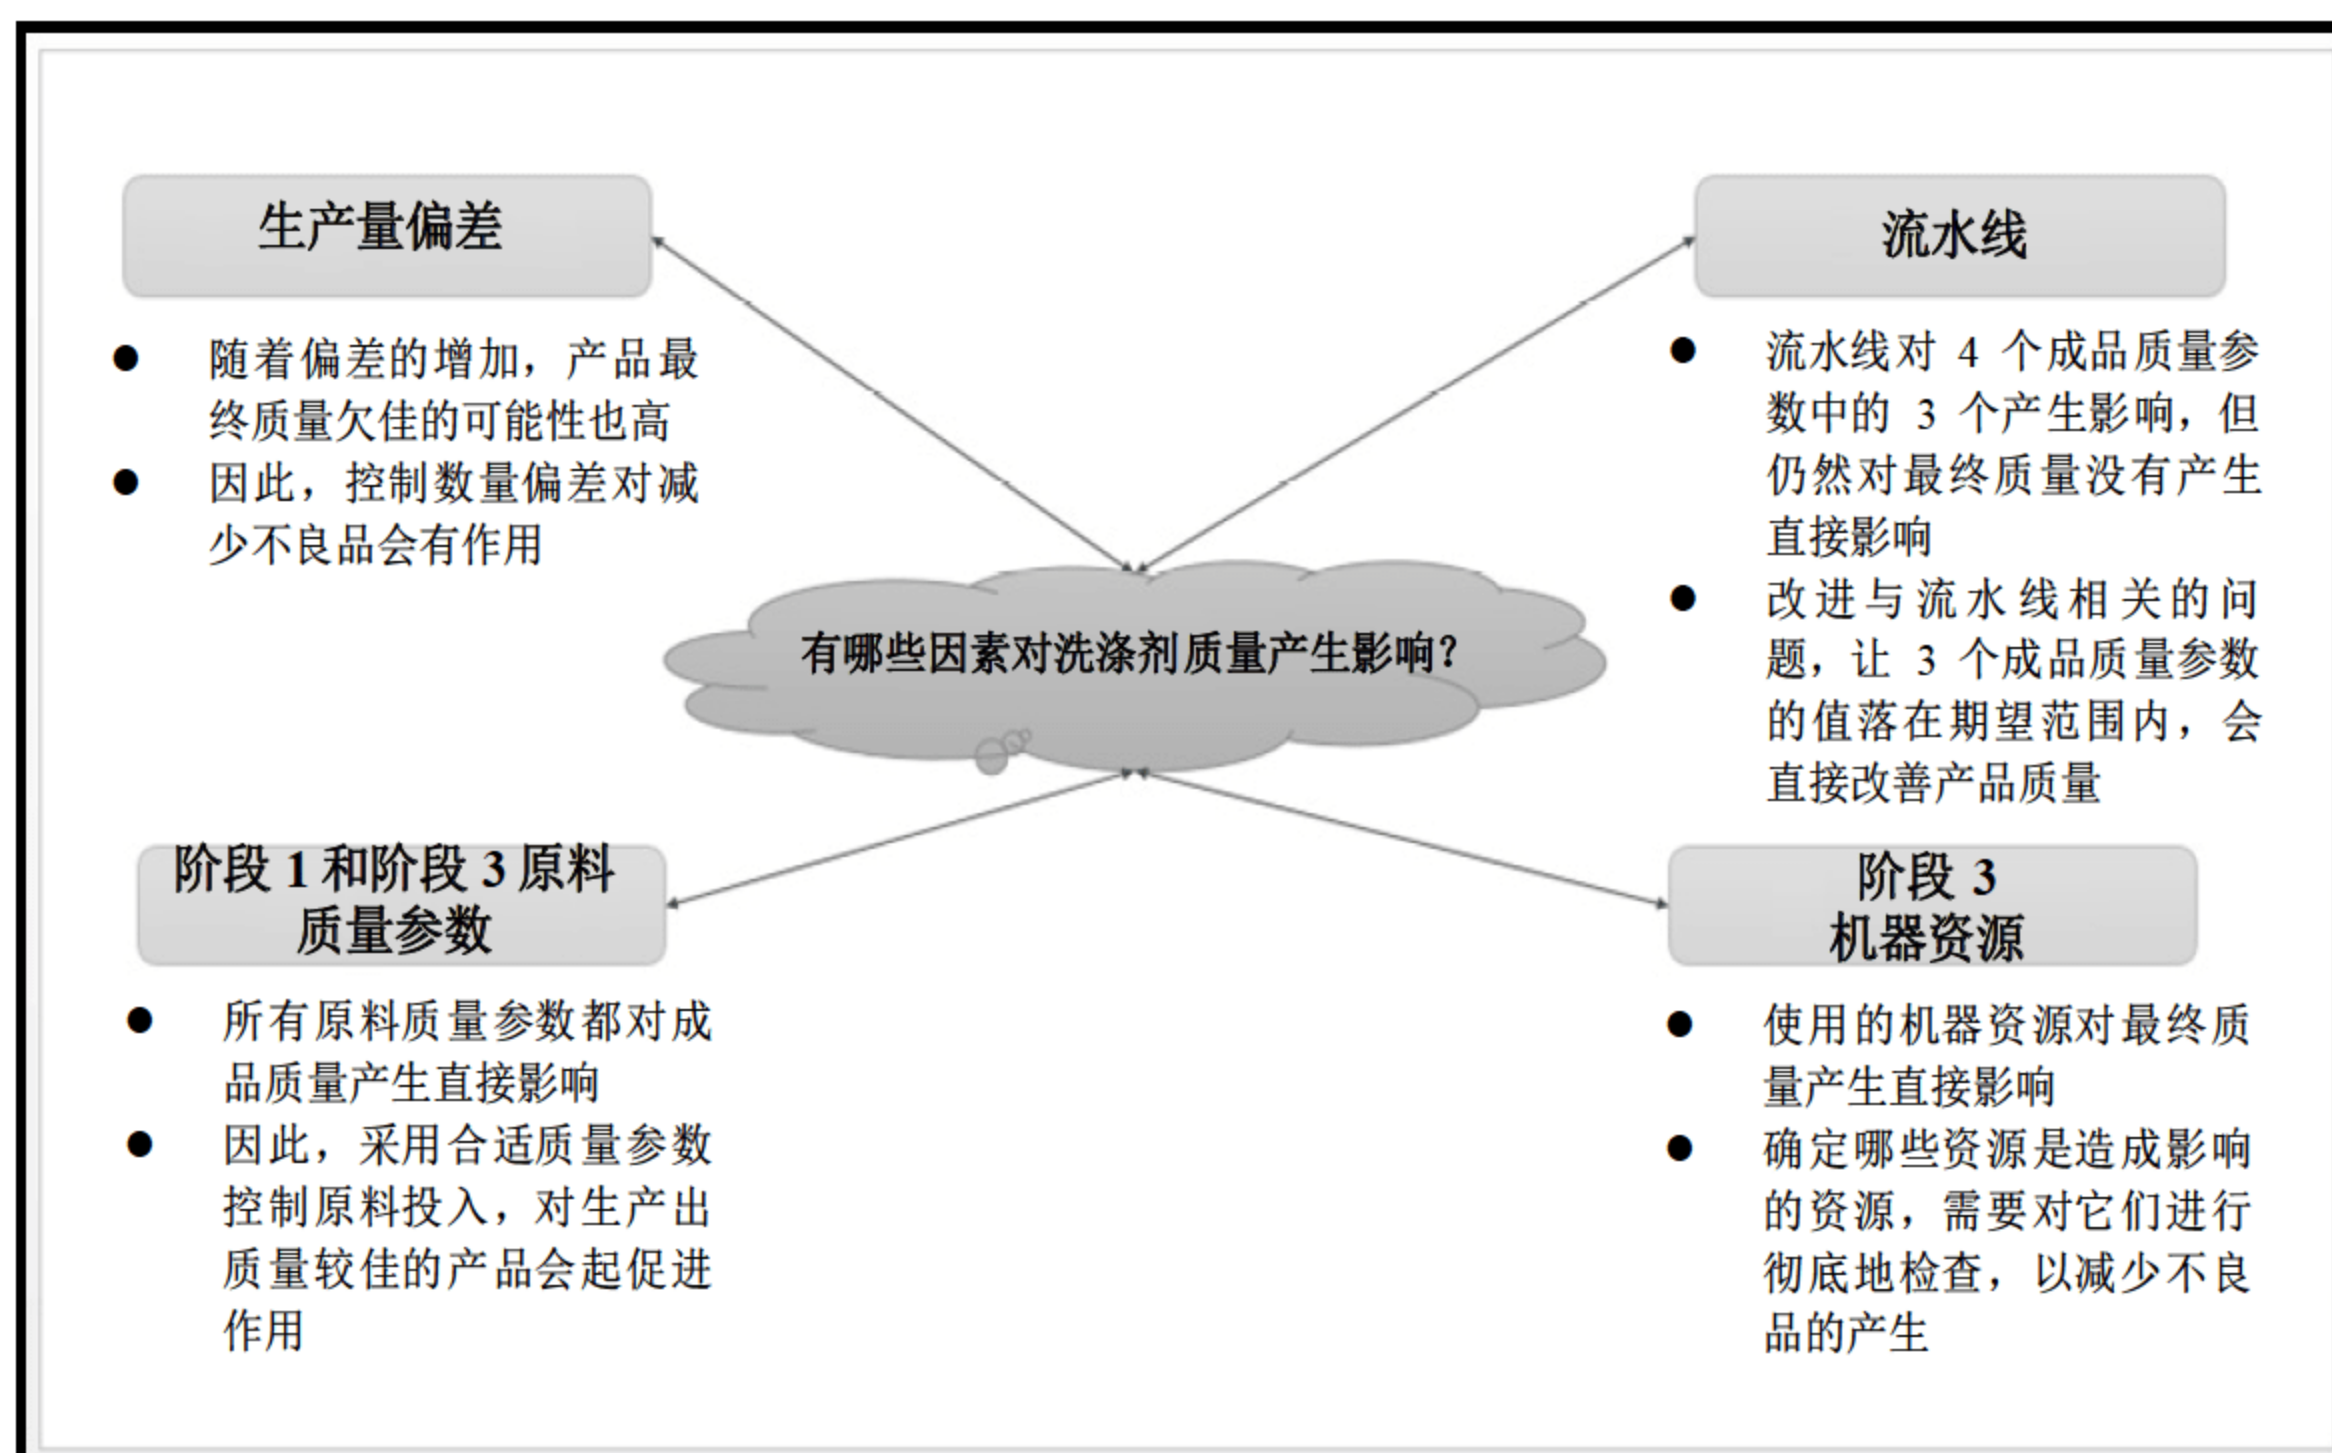 生产量偏差
随着偏差的增加，产品最
终质量欠佳的可能性也高
因此，控制数量偏差对减
少不良品会有作用
流水线
流水线对 4 个成品质量参
数中的 3 个产生影响，但
仍然对最终质量没有产生
直接影响
改进与流水线相关的问
题，让 3 个成品质量参数
的值落在期望范围内，会
直接改善产品质量
有哪些因素对洗涤剂质量产生影响？
阶段 1 和阶段 3 原料
质量参数
所有原料质量参数都对成
品质量产生直接影响
因此，采用合适质量参数
控制原料投入，对生产出
质量较佳的产品会起促进
作用
阶段 3
机器资源
使用的机器资源对最终质
量产生直接影响
确定哪些资源是造成影响
的资源，需要对它们进行
彻底地检查，以减少不良
品的产生